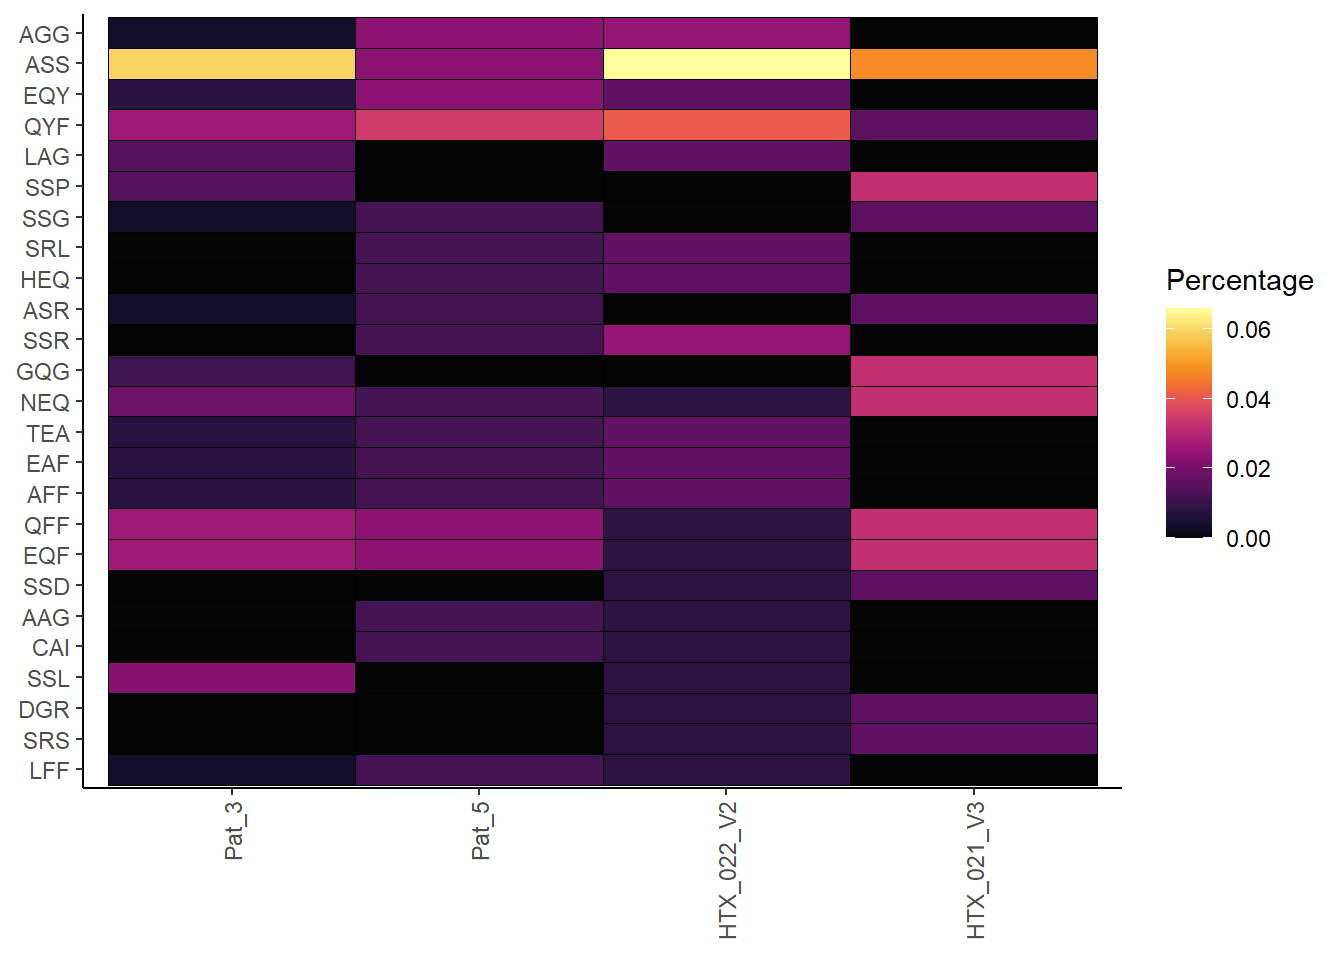 AGG
ASS
EQY
QYF
LAG
SSP
SSG
SRL
HEQ
ASR
SSR
GQG
NEQ
TEA
EAF
AFF
QFF
EQF
SSD
AAG
CAI
SSL
DGR
SRS
LFF
Pat_3
Pat_5
HTX_022_V2
HTX_021_V3
Percentage
0.06
0.04
0.02
0.00